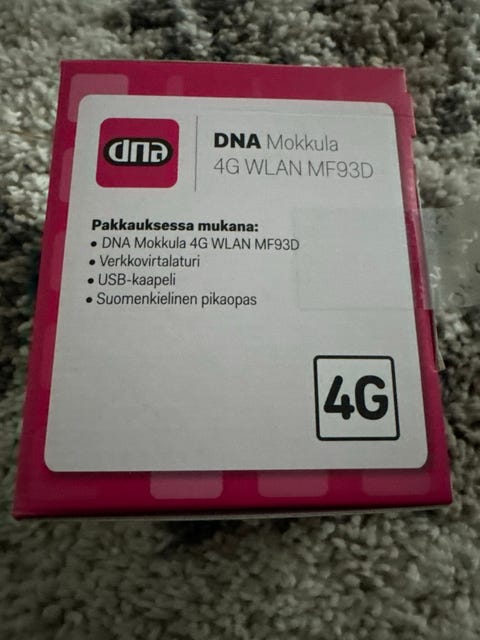 dna
DNA Mokkula
4G WLAN MF93D
Pakkauksessa mukana:
• DNA Mokkula 4G WLAN MF93D
• Verkkovirtalaturi
• USB-kaapeli
• Suomenkielinen pikaopas
4G